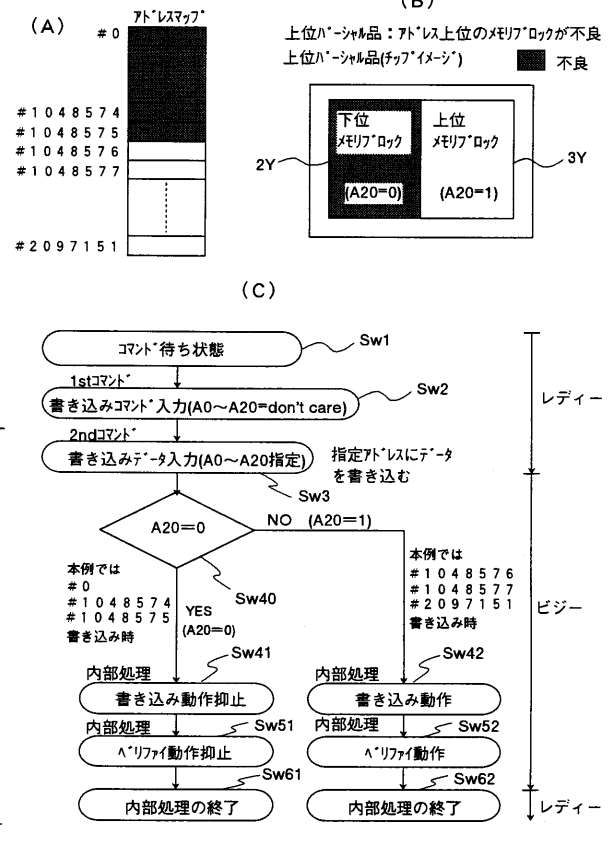 (A)
アドレスマップ
#0
#1048574
#1048575
#1048576
#1048577
#2097151
(B)
上位パーシャル品：アドレス上位のメモリブロックが不良
上位パーシャル品(チップイメージ)
不良
下位
メモリブロック
(A20=0)
上位
メモリブロック
(A20=1)
2Y
3Y
(C)
コマンド待ち状態
Sw1
1stコマンド
書き込みコマンド入力(A0～A20=don't care)
Sw2
2ndコマンド
書き込みデータ入力(A0～A20指定)
Sw3
指定アドレスにデータ
を書き込む
レディー
A20=0
NO (A20=1)
Sw40
本例では
#0
#1048574
#1048575
書き込み時
YES
(A20=0)
本例では
#1048576
#1048577
#2097151
書き込み時
ビジー
内部処理
Sw41
書き込み動作抑止
内部処理
Sw42
書き込み動作
内部処理
Sw51
ベリファイ動作抑止
内部処理
Sw52
ベリファイ動作
Sw61
内部処理の終了
Sw62
内部処理の終了
レディー